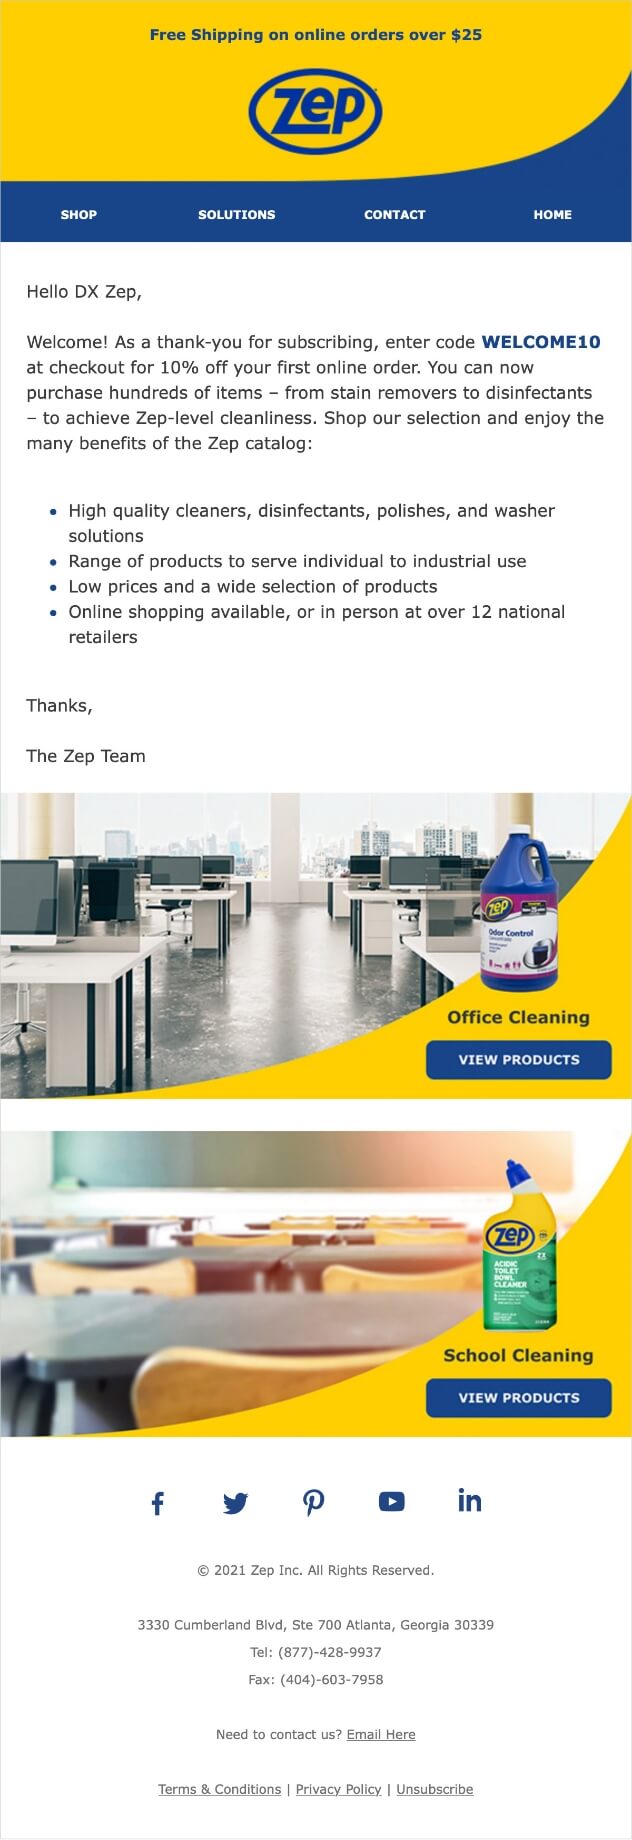 Free Shipping on online orders over $25
Zep
SHOP SOLUTIONS CONTACT HOME
Hello DX Zep,
Welcome! As a thank-you for subscribing, enter code WELCOME10
at checkout for 10% off your first online order. You can now
purchase hundreds of items – from stain removers to disinfectants
– to achieve Zep-level cleanliness. Shop our selection and enjoy the
many benefits of the Zep catalog:
• High quality cleaners, disinfectants, polishes, and washer
solutions
• Range of products to serve individual to industrial use
• Low prices and a wide selection of products
• Online shopping available, or in person at over 12 national
retailers
Thanks,
The Zep Team
Zep
Odor Control
Concentrate
Office Cleaning
VIEW PRODUCTS
Zep
2X
ACIDIC
TOILET
BOWL
CLEANER
School Cleaning
VIEW PRODUCTS
© 2021 Zep Inc. All Rights Reserved.
3330 Cumberland Blvd, Ste 700 Atlanta, Georgia 30339
Tel: (877)-428-9937
Fax: (404)-603-7958
Need to contact us? Email Here
Terms & Conditions | Privacy Policy | Unsubscribe